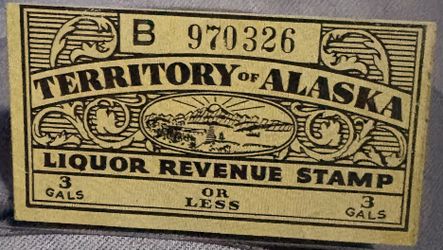 B 970326
TERRITORY OF ALASKA
LIQUOR REVENUE STAMP
3 GALS OR LESS 3 GALS